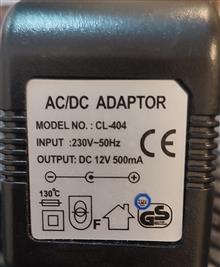 AC/DC ADAPTOR
MODEL NO. : CL-404
INPUT :230V~50Hz
OUTPUT: DC 12V 500mA
CE
- +
130°C
F
GS